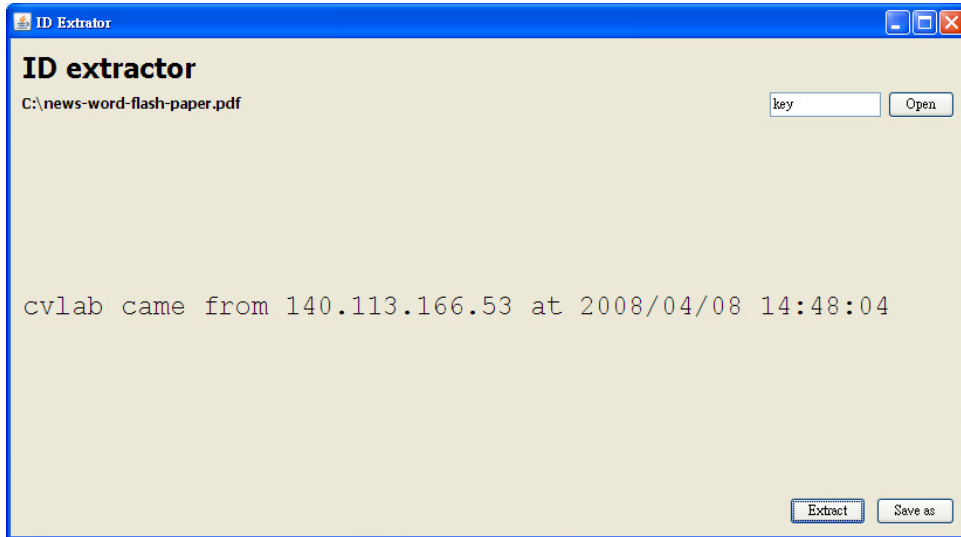 ID Extrator
ID extractor
C:\news-word-flash-paper.pdf
key
Open
cvlab came from 140.113.166.53 at 2008/04/08 14:48:04
Extract
Save as